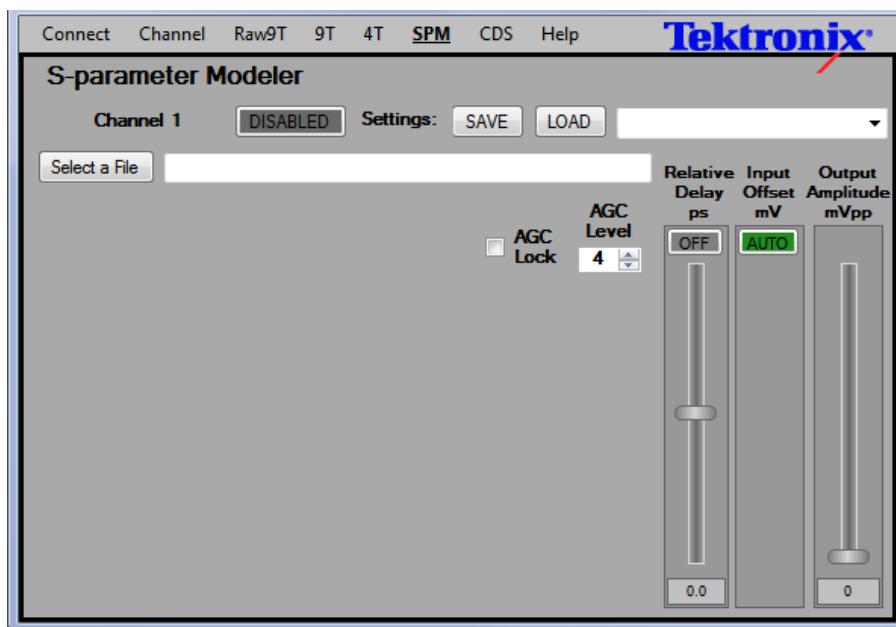 Connect Channel Raw9T 9T 4T SPM CDS Help Tektronix
S-parameter Modeler
Channel 1 DISABLED Settings: SAVE LOAD
Select a File
Relative Delay ps
Input Offset mV
Output Amplitude mVpp
AGC Lock
AGC Level
4
OFF AUTO
0.0 0